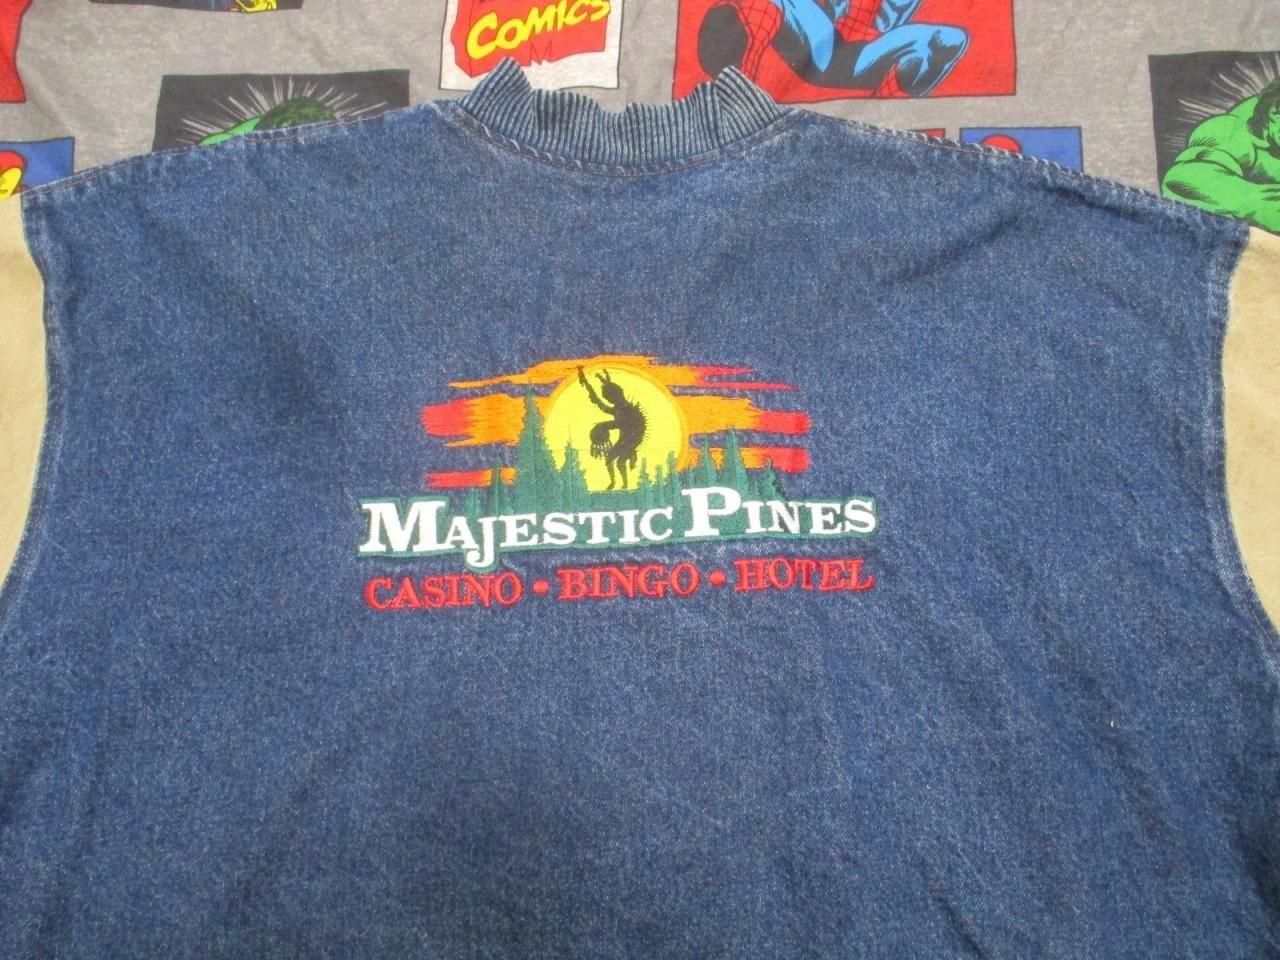 COMICS
MAJESTIC PINES
CASINO • BINGO • HOTEL